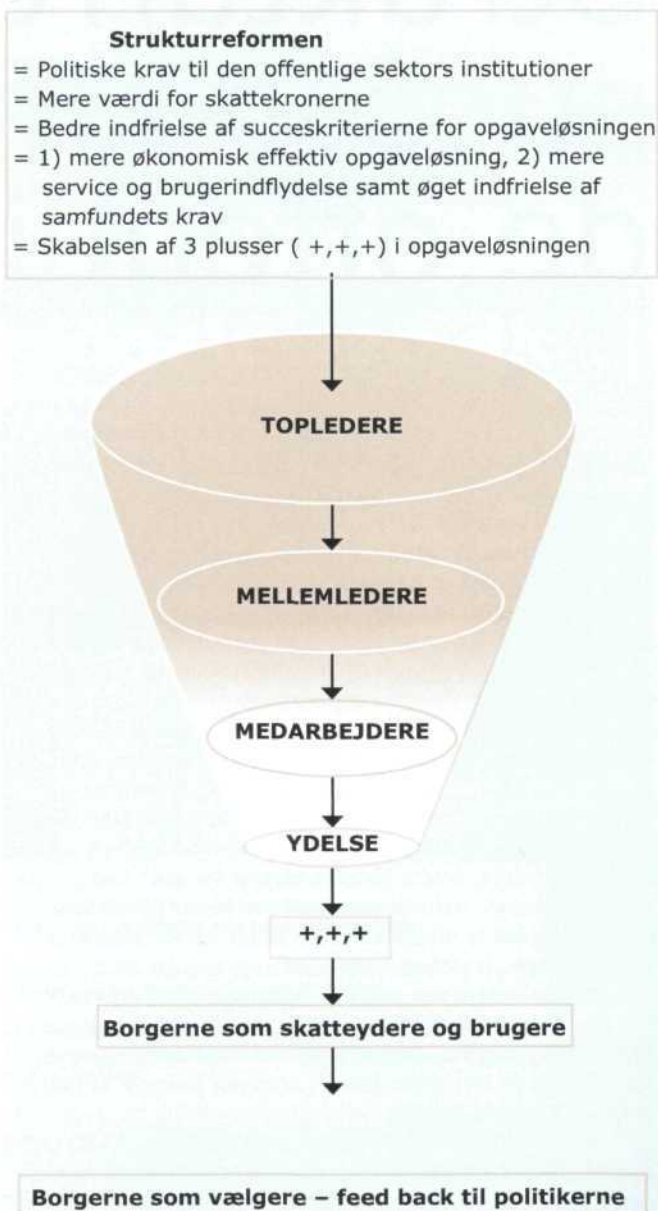 Strukturreformen
= Politiske krav til den offentlige sektors institutioner
= Mere værdi for skattekronerne
= Bedre indfrielse af succeskriterierne for opgaveløsningen
= 1) mere økonomisk effektiv opgaveløsning, 2) mere
service og brugerindflydelse samt øget indfrielse af
samfundets krav
= Skabelsen af 3 plusser ( +,+,+) i opgaveløsningen
TOPLEDERE
MELLEMLEDERE
MEDARBEJDERE
YDELSE
+,+,+
Borgerne som skatteydere og brugere
Borgerne som vælgere – feed back til politikerne